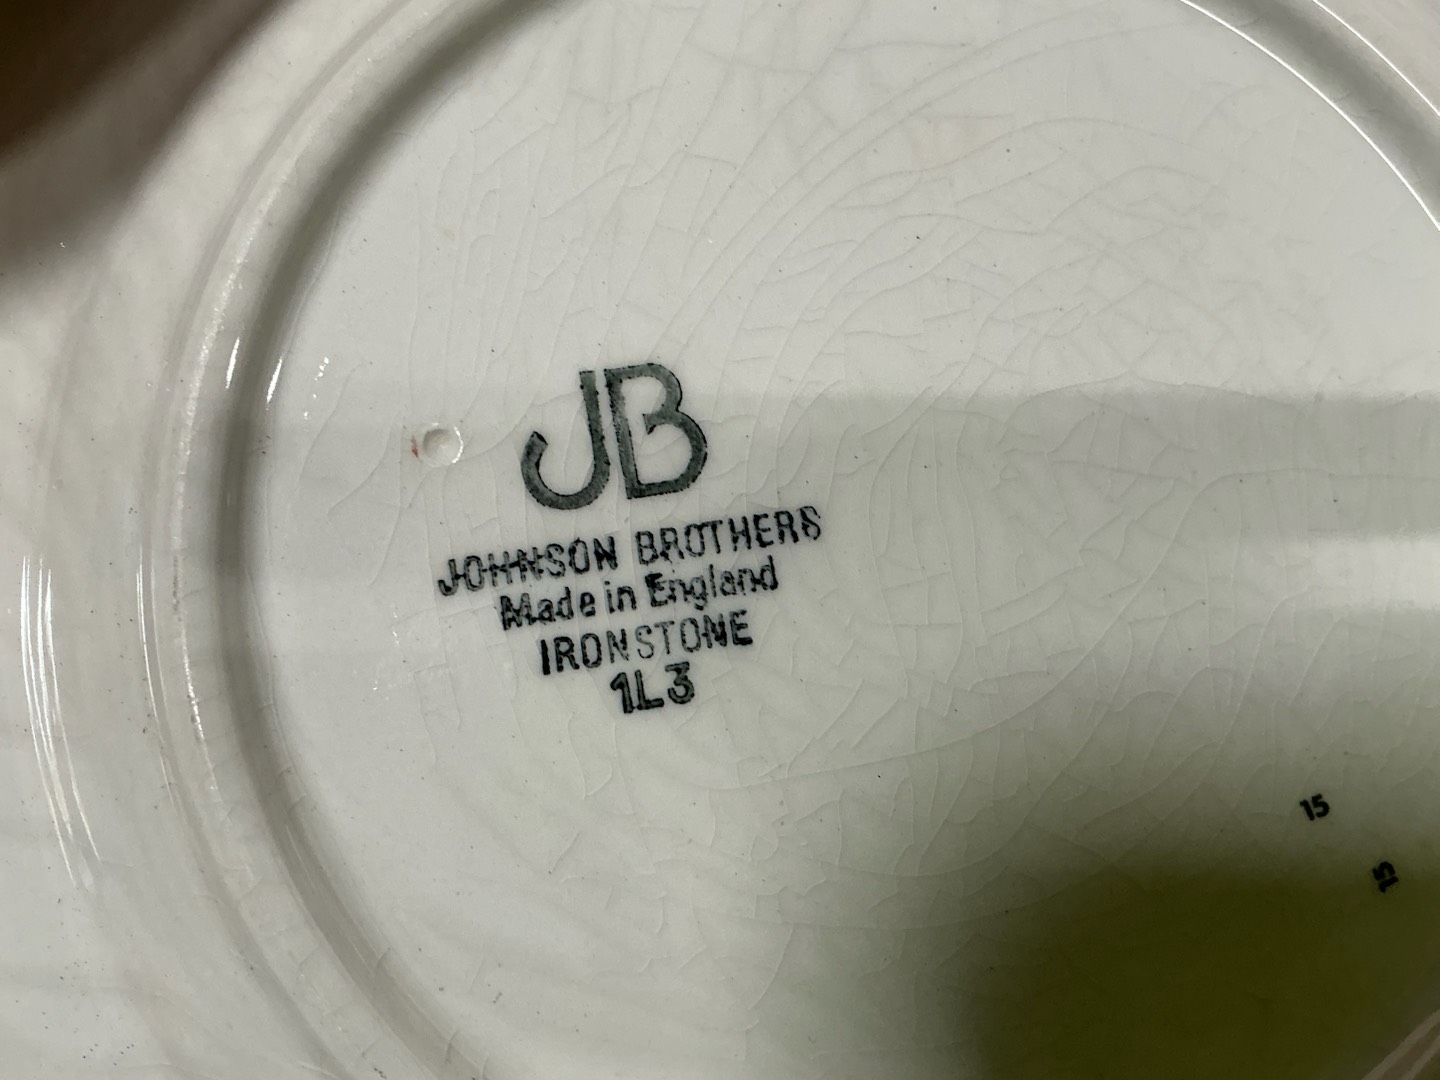 JB
JOHNSON BROTHERS
Made in England
IRONSTONE
1L3
15
15